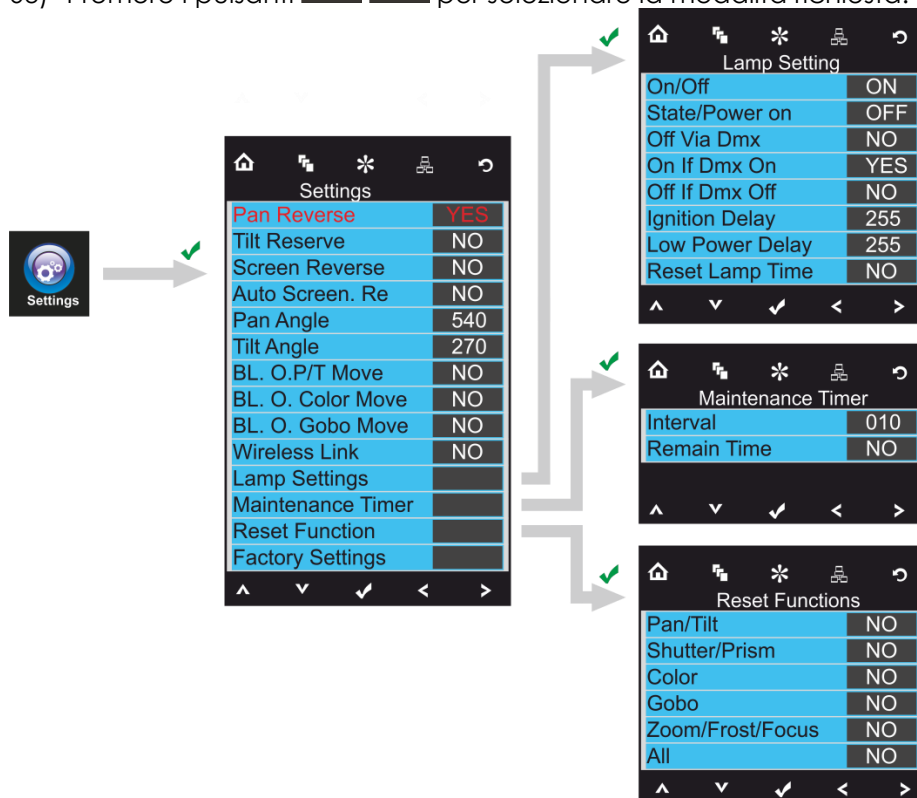 Premere i pulsanti per selezionare la modalità richiesta.
Settings
Settings
Pan Reverse YES
Tilt Reserve NO
Screen Reverse NO
Auto Screen. Re NO
Pan Angle 540
Tilt Angle 270
BL. O.P/T Move NO
BL. O. Color Move NO
BL. O. Gobo Move NO
Wireless Link NO
Lamp Settings
Maintenance Timer
Reset Function
Factory Settings
Lamp Setting
On/Off ON
State/Power on OFF
Off Via Dmx NO
On If Dmx On YES
Off If Dmx Off NO
Ignition Delay 255
Low Power Delay 255
Reset Lamp Time NO
Maintenance Timer
Interval 010
Remain Time NO
Reset Functions
Pan/Tilt NO
Shutter/Prism NO
Color NO
Gobo NO
Zoom/Frost/Focus NO
All NO